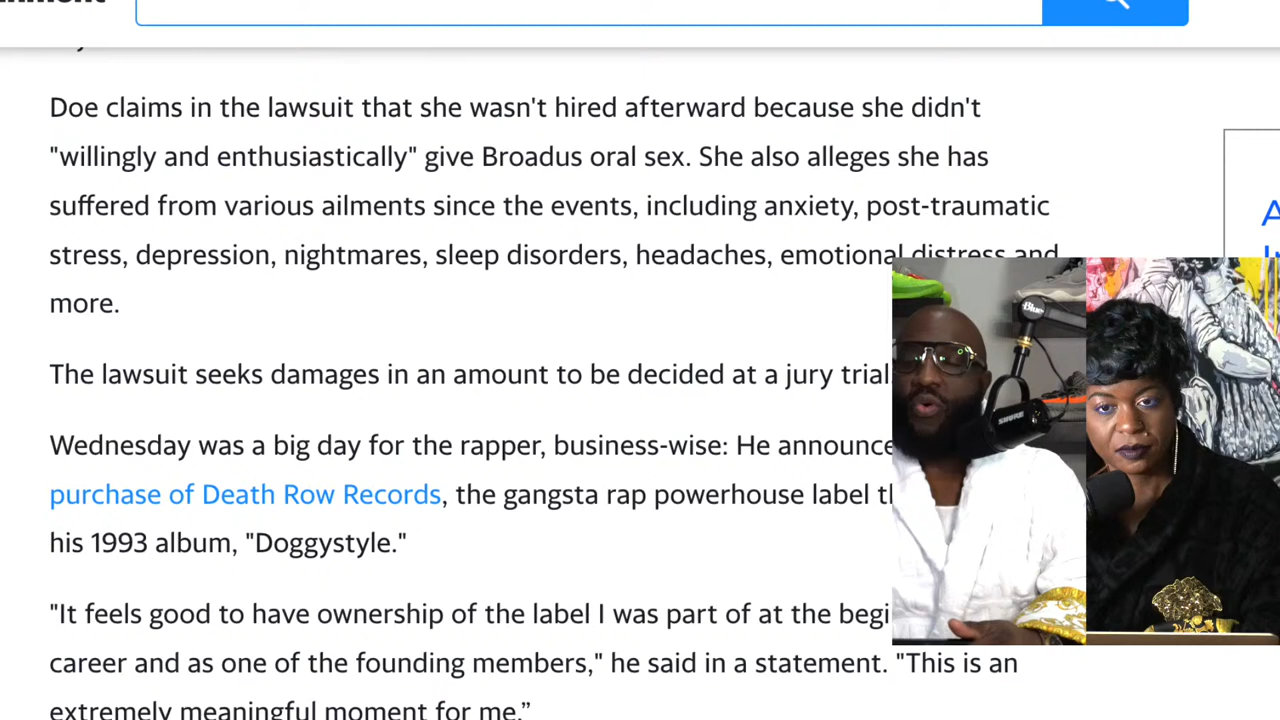 Doe claims in the lawsuit that she wasn't hired afterward because she didn't
"willingly and enthusiastically" give Broadus oral sex. She also alleges she has
suffered from various ailments since the events, including anxiety, post-traumatic
stress, depression, nightmares, sleep disorders, headaches, emotional distress and
more.
The lawsuit seeks damages in an amount to be decided at a jury trial
Wednesday was a big day for the rapper, business-wise: He announce
purchase of Death Row Records, the gangsta rap powerhouse label
his 1993 album, "Doggystyle."
"It feels good to have ownership of the label I was part of at the
career and as one of the founding members," he said in a statement. "This is an
extremely meaningful moment for me."
Blue
SHURE